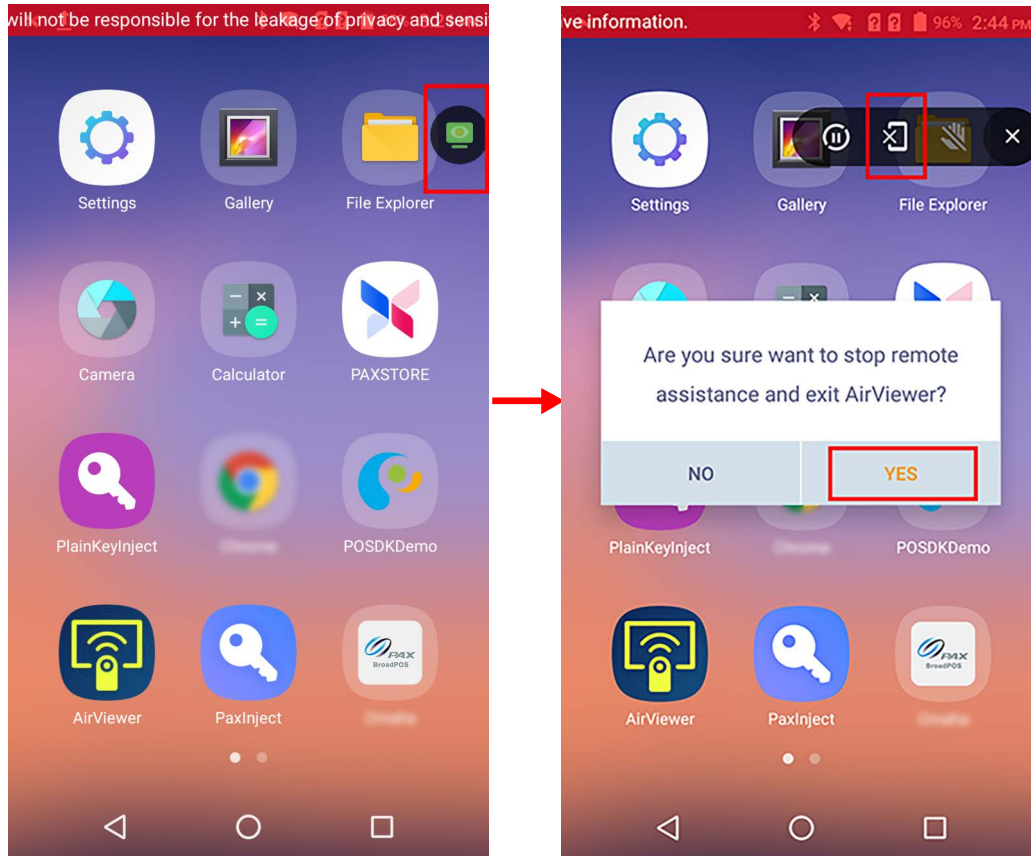 will not be responsible for the leakage of privacy and sensi
Settings
Gallery
File Explorer
Camera
Calculator
PAXSTORE
PlainKeyInject
POSDKDemo
PAX
BroadPOS
AirViewer
PaxInject
ve information.
96% 2:44 PM
Settings
Gallery
File Explorer
Are you sure want to stop remote
assistance and exit AirViewer?
NO
YES
PlainKeyInject
POSDKDemo
PAX
BroadPOS
AirViewer
PaxInject